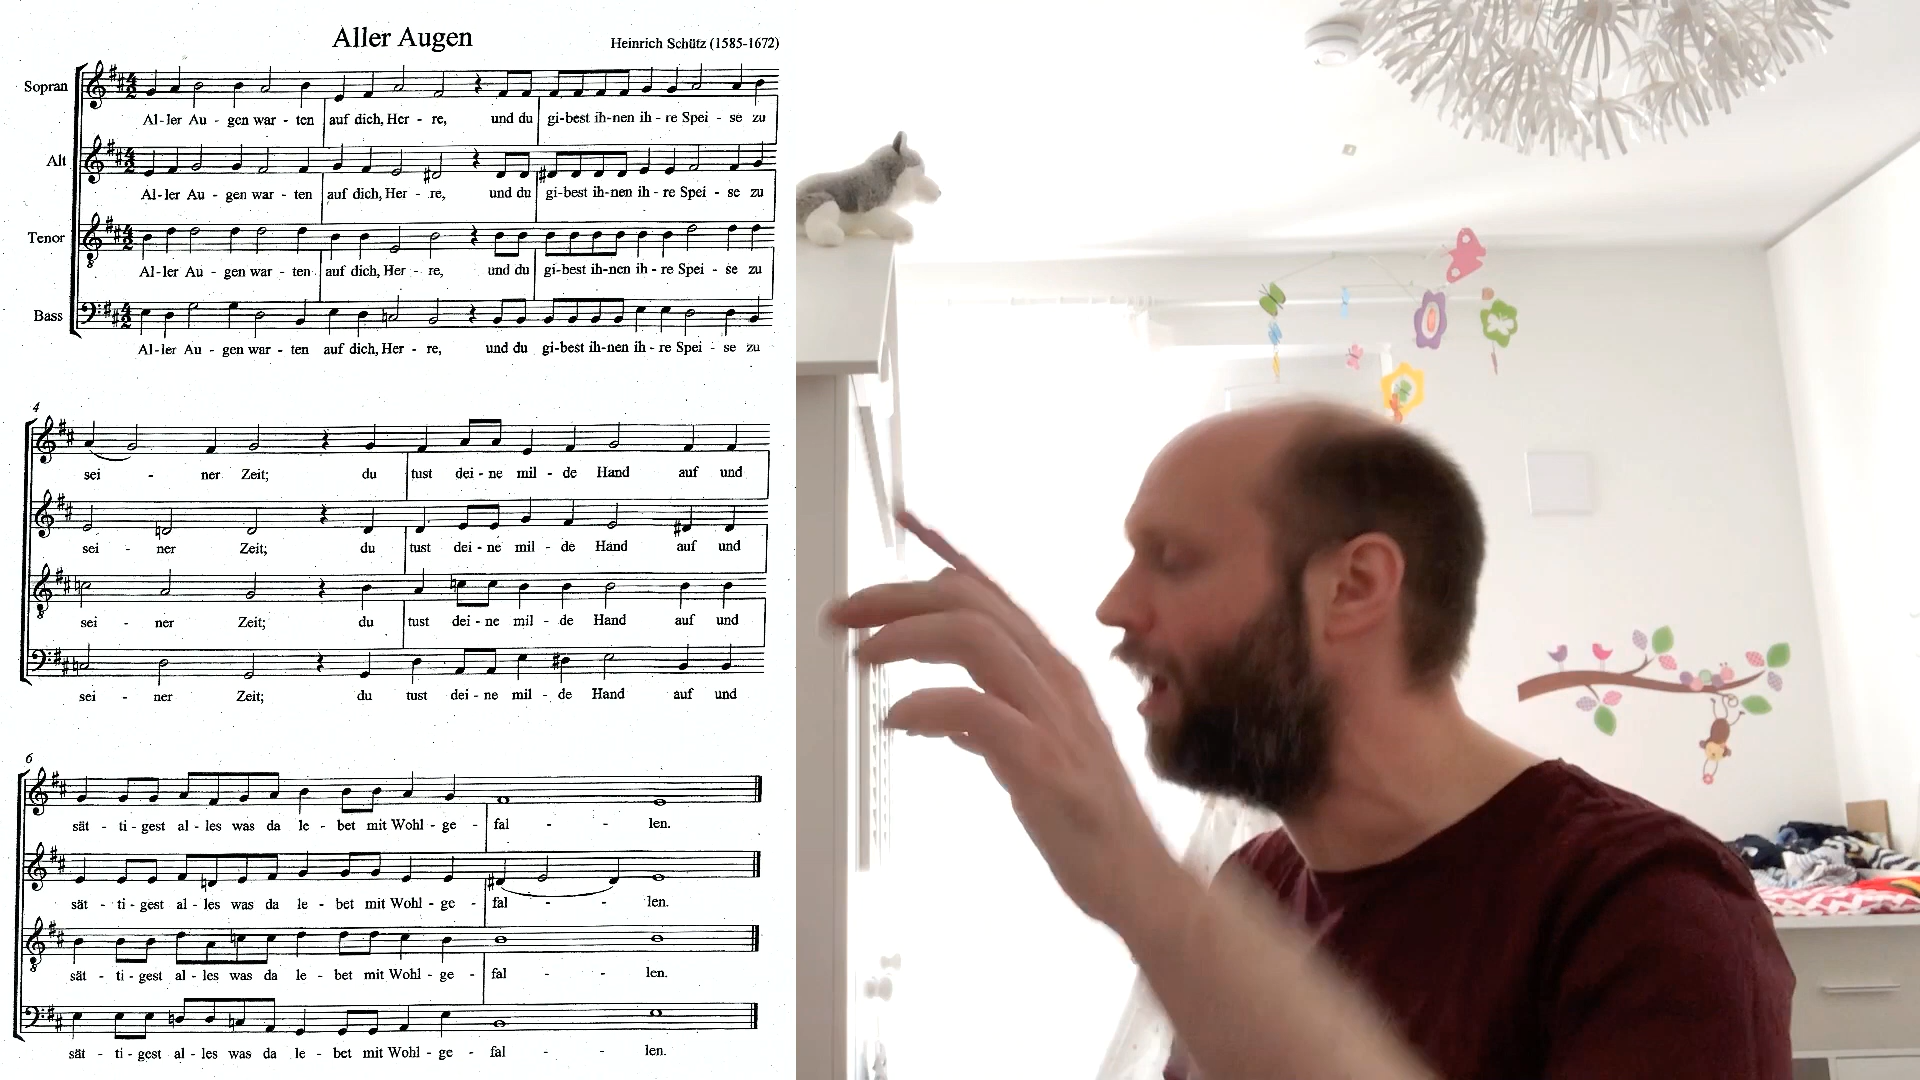 Aller Augen
Heinrich Schütz (1585-1672)
Sopran
Al-ler Au - gen war - ten auf dich, Her - re, und du gi-best ih-nen ih - re Spei - se zu
Alt
Al-ler Au - gen war - ten auf dich, Her - re, und du gi-best ih-nen ih - re Spei - se zu
Tenor
Al-ler Au - gen war - ten auf dich, Her - re, und du gi-best ih-nen ih - re Spei - se zu
Bass
Al-ler Au - gen war - ten auf dich, Her - re, und du gi-best ih-nen ih - re Spei - se zu
4
sei - ner Zeit; du tust dei - ne mil - de Hand auf und
sei - ner Zeit; du tust dei - ne mil - de Hand auf und
sei - ner Zeit; du tust dei - ne mil - de Hand auf und
sei - ner Zeit; du tust dei - ne mil - de Hand auf und
6
sät - ti - gest al - les was da le - bet mit Wohl - ge - fal - - len.
sät - ti - gest al - les was da le - bet mit Wohl - ge - fal - - len.
sät - ti - gest al - les was da le - bet mit Wohl - ge - fal - - len.
sät - ti - gest al - les was da le - bet mit Wohl - ge - fal - - len.